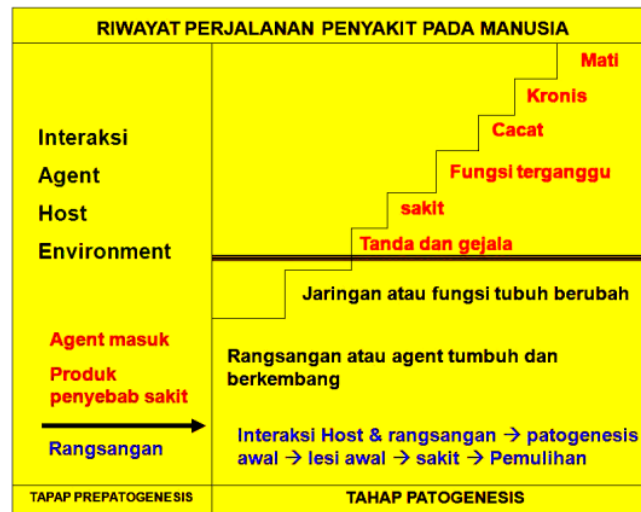 RIWAYAT PERJALANAN PENYAKIT PADA MANUSIA
Interaksi
Agent
Host
Environment
Agent masuk
Produk
penyebab sakit
Rangsangan
Mati
Kronis
Cacat
Fungsi terganggu
sakit
Tanda dan gejala
Jaringan atau fungsi tubuh berubah
Rangsangan atau agent tumbuh dan
berkembang
Interaksi Host & rangsangan → patogenesis
awal → lesi awal → sakit → Pemulihan
TAPAP PREPATOGENESIS
TAHAP PATOGENESIS